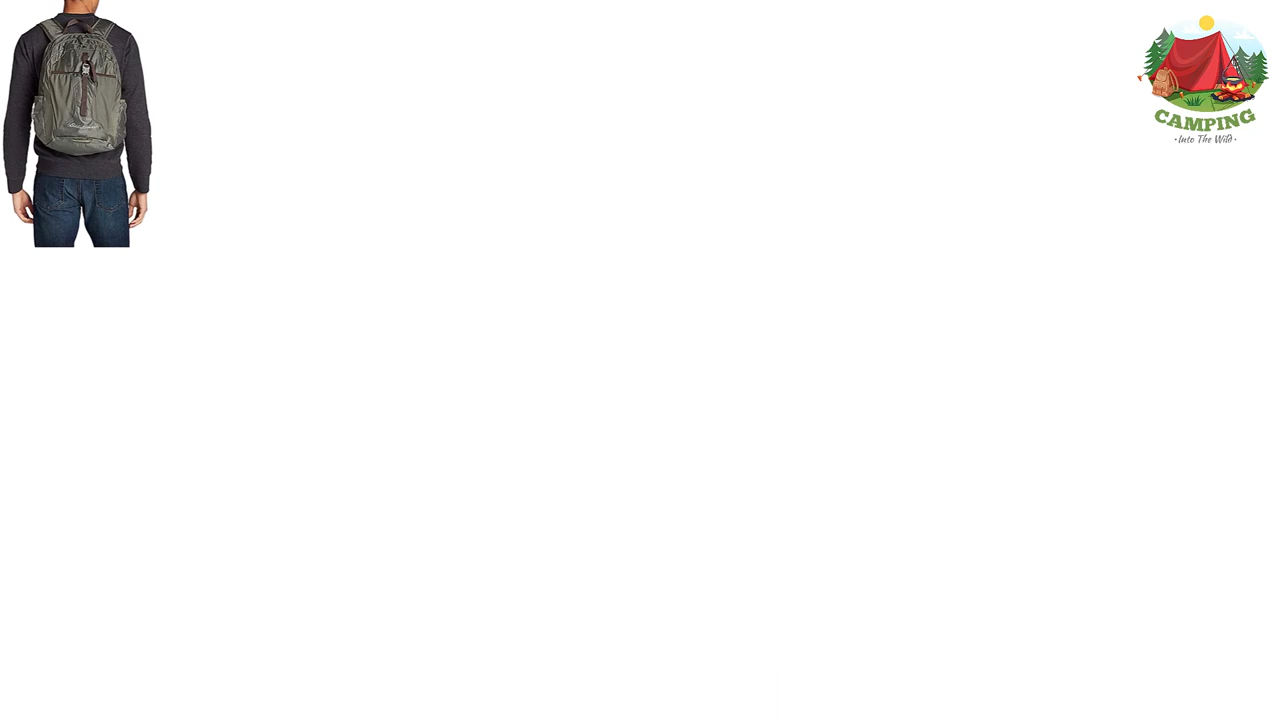 CAMPING
• Into The Wild •